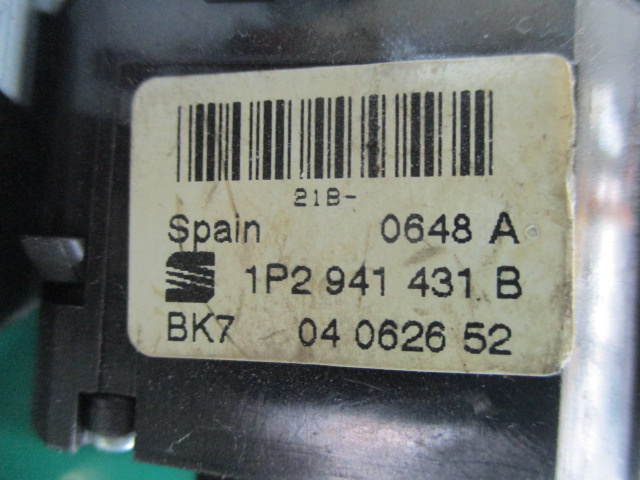 21B-
Spain 0648 A
1P2 941 431 B
BK7 04 0626 52